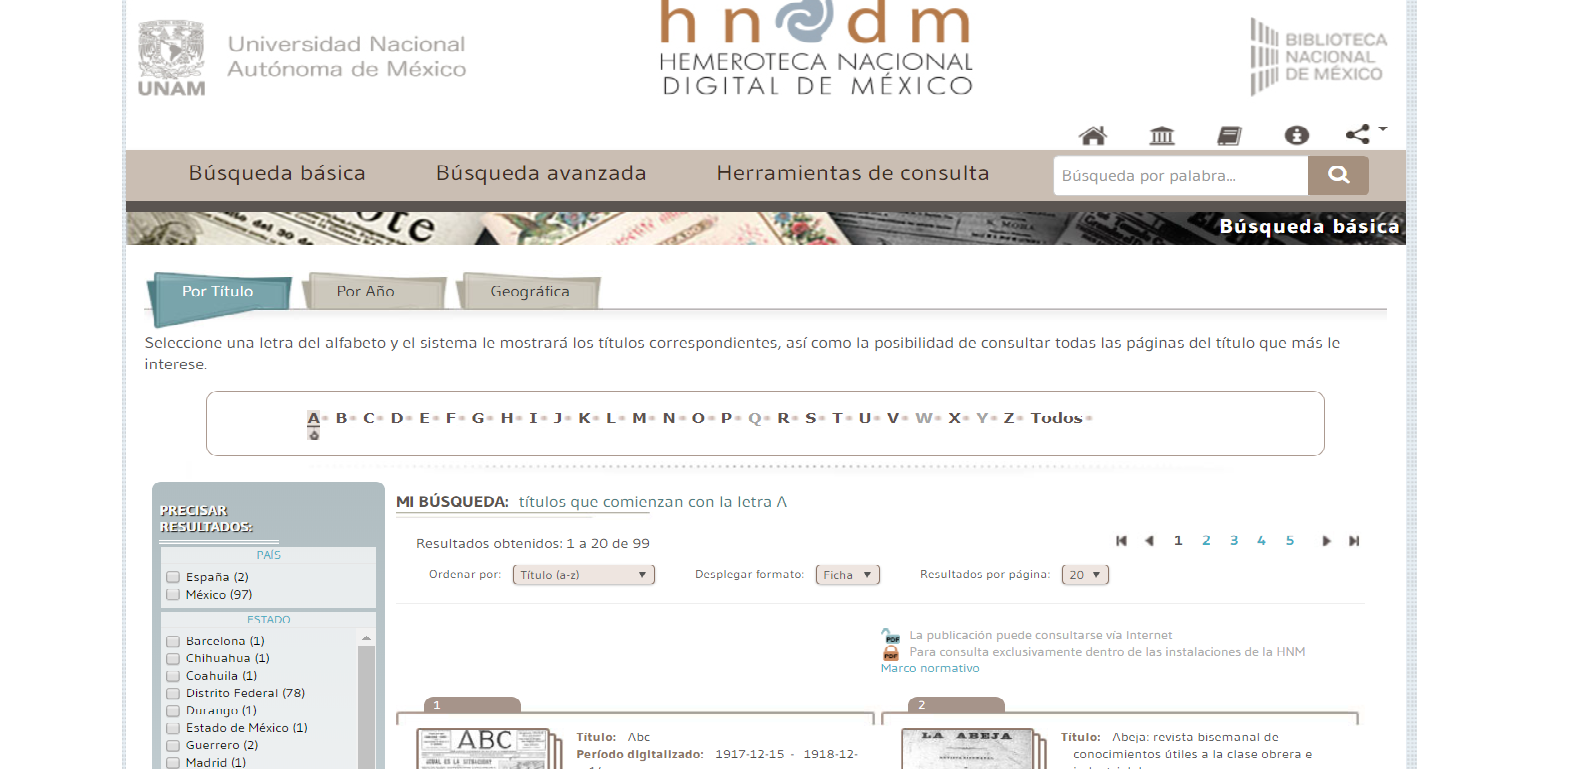 UNAM
Universidad Nacional
Autónoma de México
hndm
HEMEROTECA NACIONAL
DIGITAL DE MÉXICO
BIBLIOTECA
NACIONAL
DE MÉXICO
Búsqueda básica
Búsqueda avanzada
Herramientas de consulta
Búsqueda por palabra...
Búsqueda básica
Por Título
Por Año
Geográfica
Seleccione una letra del alfabeto y el sistema le mostrará los títulos correspondientes, así como la posibilidad de consultar todas las páginas del título que más le
interese.
A B C D E F G H I J K L M N O P Q R S T U V W X Y Z Todos
PRECISAR
RESULTADOS:
PAÍS
España (2)
México (97)
ESTADO
Barcelona (1)
Chihuahua (1)
Coahuila (1)
Distrito Federal (78)
Durango (1)
Estado de México (1)
Guerrero (2)
Madrid (1)
MI BÚSQUEDA: títulos que comienzan con la letra A
Resultados obtenidos: 1 a 20 de 99
1 2 3 4 5
Ordenar por: Título (a-z)
Desplegar formato: Ficha
Resultados por página: 20
PDF La publicación puede consultarse vía Internet
PDF Para consulta exclusivamente dentro de las instalaciones de la HNM
Marco normativo
1
ABC
Título: Abc
Período digitalizado: 1917-12-15 - 1918-12-
2
LA ABEJA
Título: Abeja: revista bisemanal de
conocimientos útiles a la clase obrera e